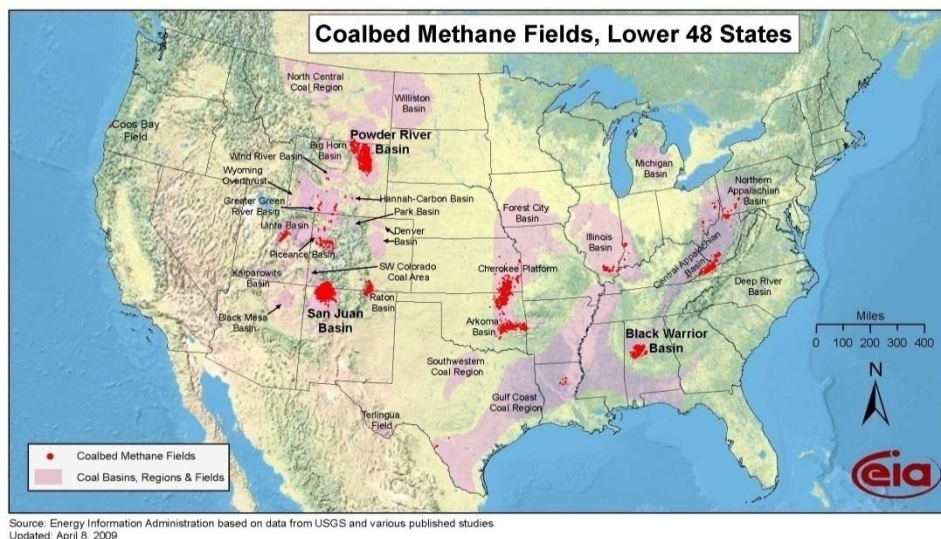 Coalbed Methane Fields, Lower 48 States
North Central
Coal Region
Williston
Basin
Coos Bay
Field
Powder River
Basin
Big Horn
Basin
Wind River Basin
Wyoming
Overthrust
Greater Green
River Basin
Hannah-Carbon Basin
Park Basin
Uinta Basin
Denver
Basin
Piceance Basin
SW Colorado
Coal Area
Kaiparowits
Basin
Black Mesa
Basin
San Juan
Basin
Raton
Basin
Michigan
Basin
Northern
Appalachian
Basin
Forest City
Basin
Illinois
Basin
Central Appalachian
Basin
Cherokee Platform
Deep River
Basin
Arkoma
Basin
Black Warrior
Basin
Southwestern
Coal Region
Gulf Coast
Coal Region
Terlingua
Field
Miles
0 100 200 300 400
N
Coalbed Methane Fields
Coal Basins, Regions & Fields
eia
Source: Energy Information Administration based on data from USGS and various published studies
Updated: April 8, 2009